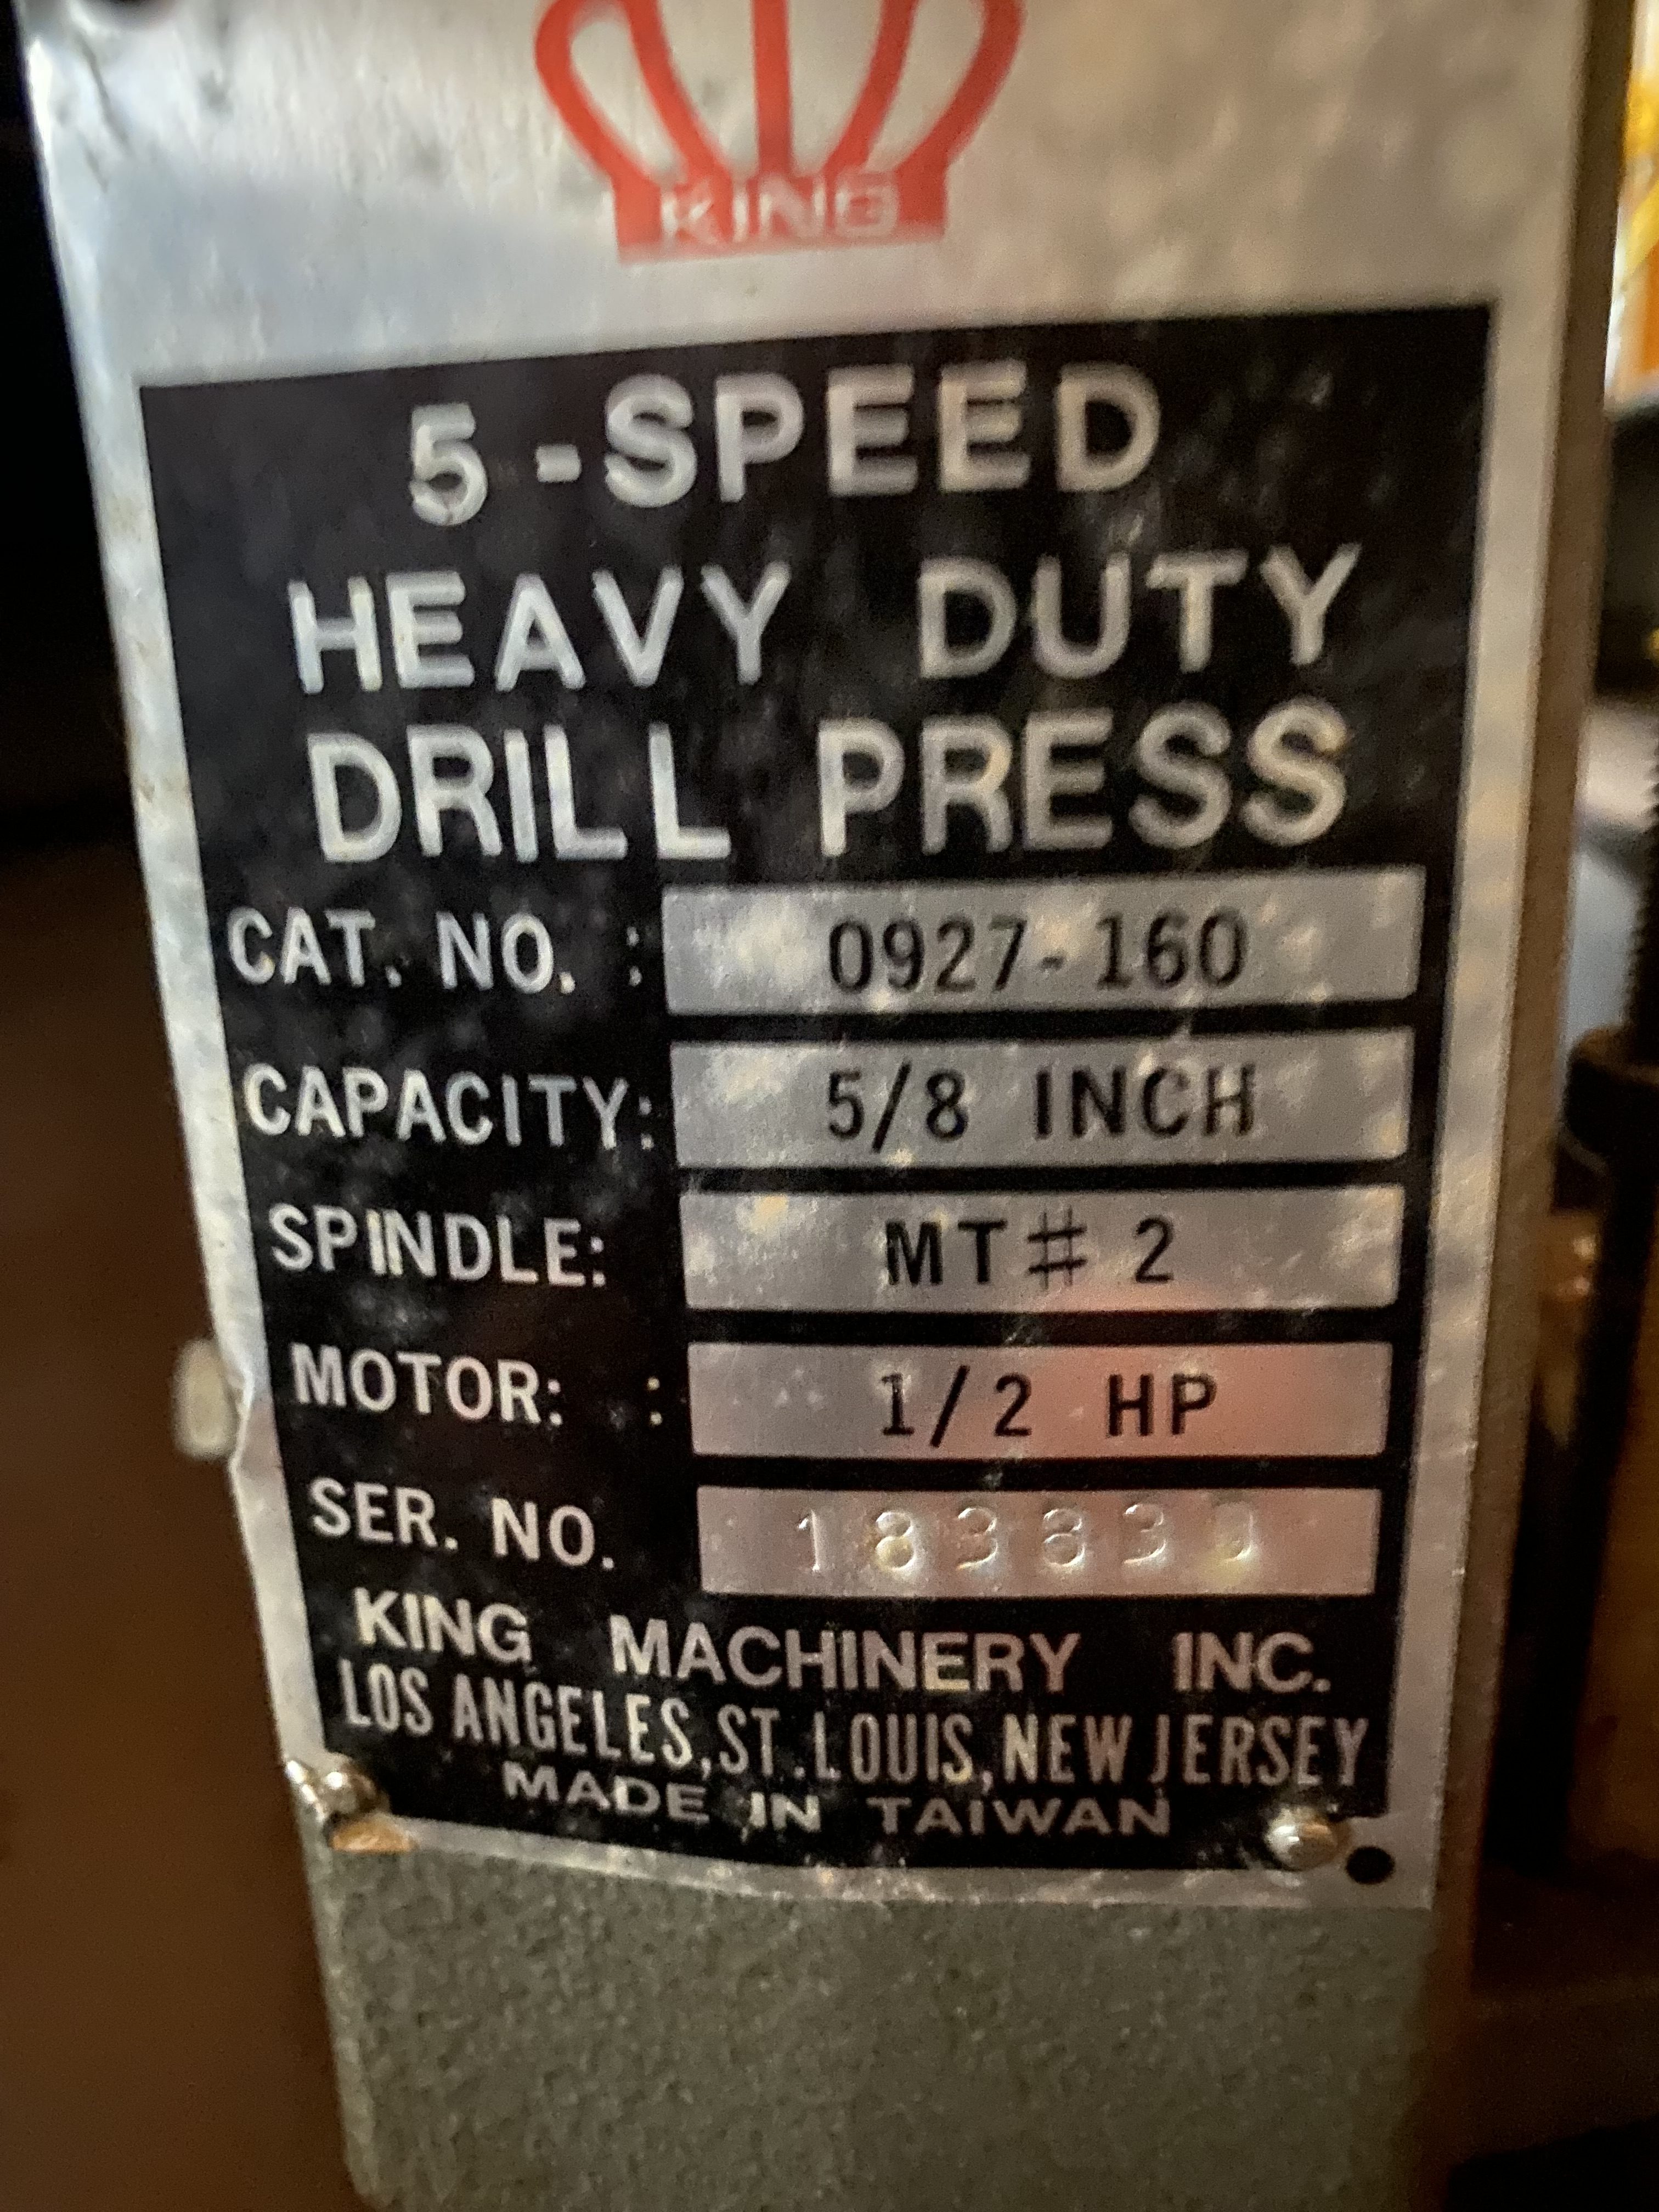 KING
5-SPEED
HEAVY DUTY
DRILL PRESS
CAT. NO. : 0927-160
CAPACITY: 5/8 INCH
SPINDLE: MT# 2
MOTOR: : 1/2 HP
SER. NO.
KING MACHINERY INC.
LOS ANGELES, ST. LOUIS, NEW JERSEY
MADE IN TAIWAN